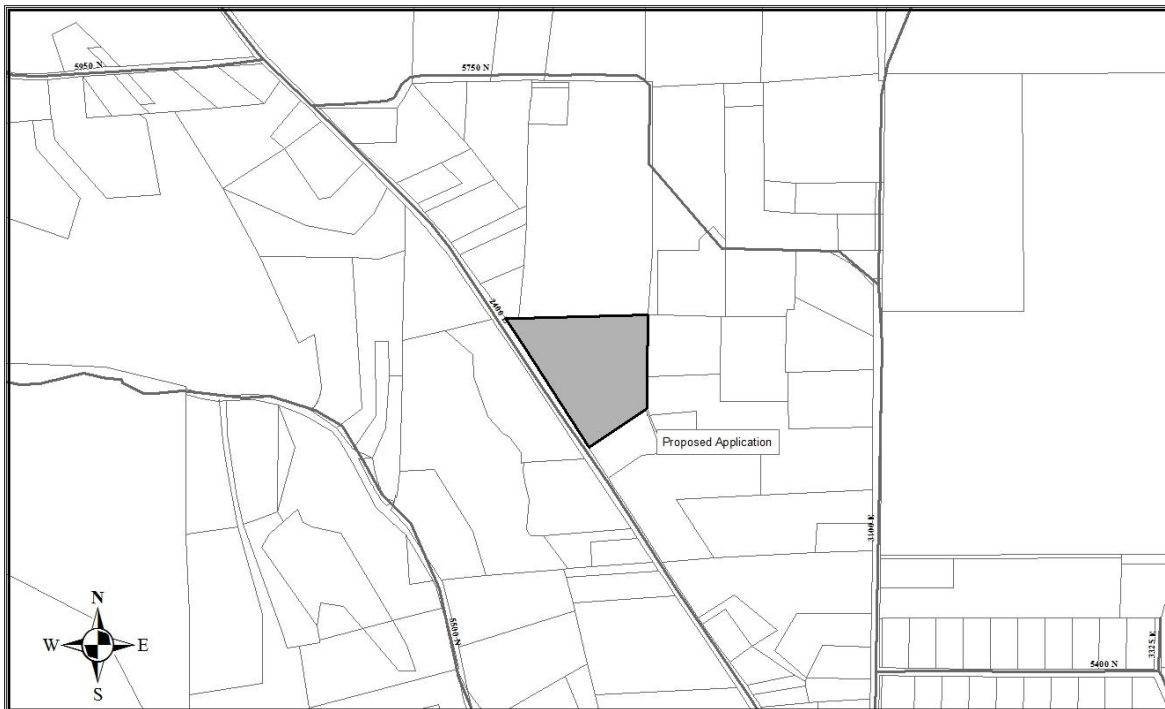 5950 N
5750 N
2400 E
Proposed Application
3100 E
N
W E
S
5500 N
3325 E
5400 N